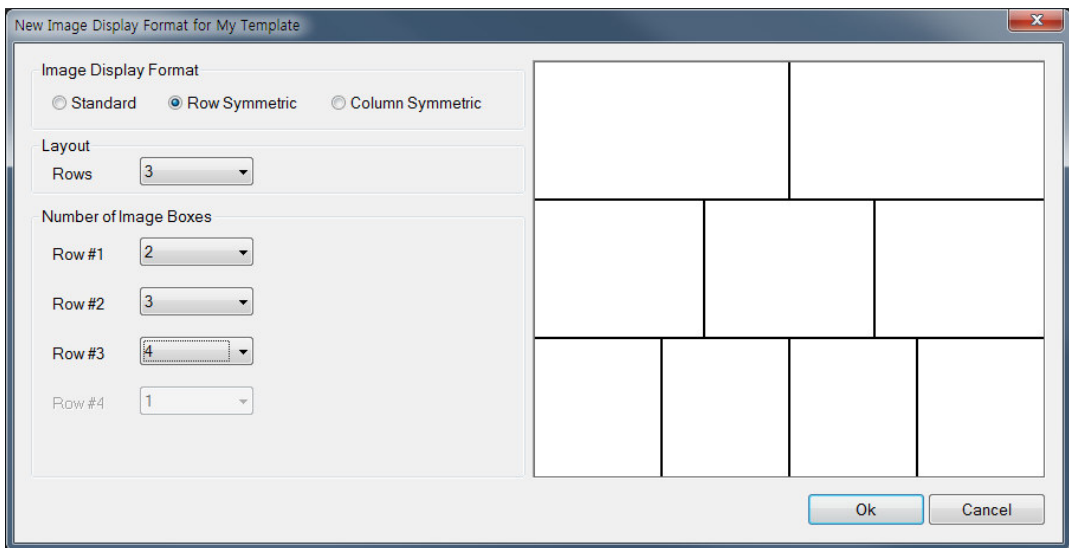 New Image Display Format for My Template
Image Display Format
Standard Row Symmetric Column Symmetric
Layout
Rows 3
Number of Image Boxes
Row #1 2
Row #2 3
Row #3 4
Row #4 1
Ok Cancel